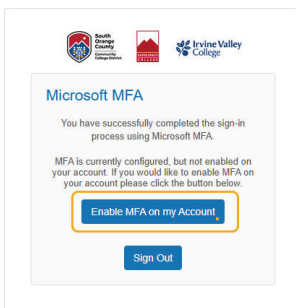 South
Orange
County
Community
College District
SADDLEBACK
COLLEGE
Irvine Valley
College
Microsoft MFA
You have successfully completed the sign-in
process using Microsoft MFA.
MFA is currently configured, but not enabled on
your account. If you would like to enable MFA on
your account please click the button below.
Enable MFA on my Account
Sign Out